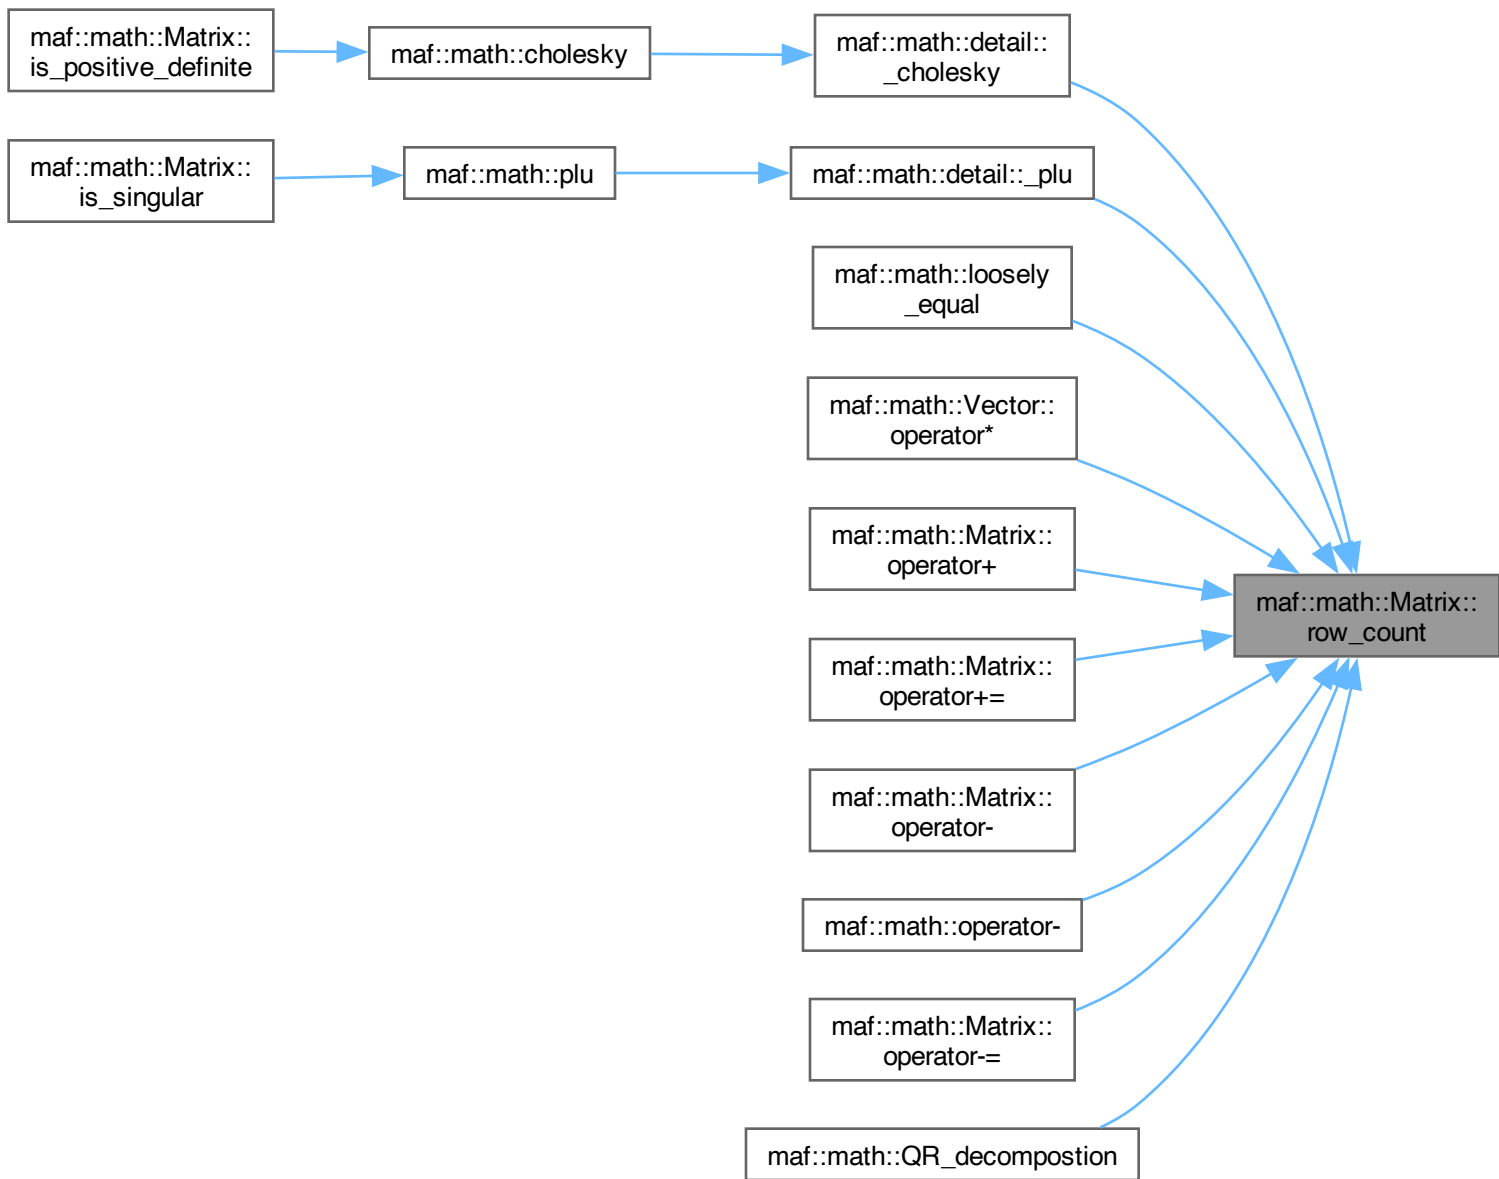 maf::math::Matrix::
is_positive_definite
maf::math::cholesky
maf::math::detail::
_cholesky
maf::math::Matrix::
is_singular
maf::math::plu
maf::math::detail::_plu
maf::math::loosely
_equal
maf::math::Vector::
operator*
maf::math::Matrix::
operator+
maf::math::Matrix::
row_count
maf::math::Matrix::
operator+=
maf::math::Matrix::
operator-
maf::math::operator-
maf::math::Matrix::
operator-=
maf::math::QR_decompostion